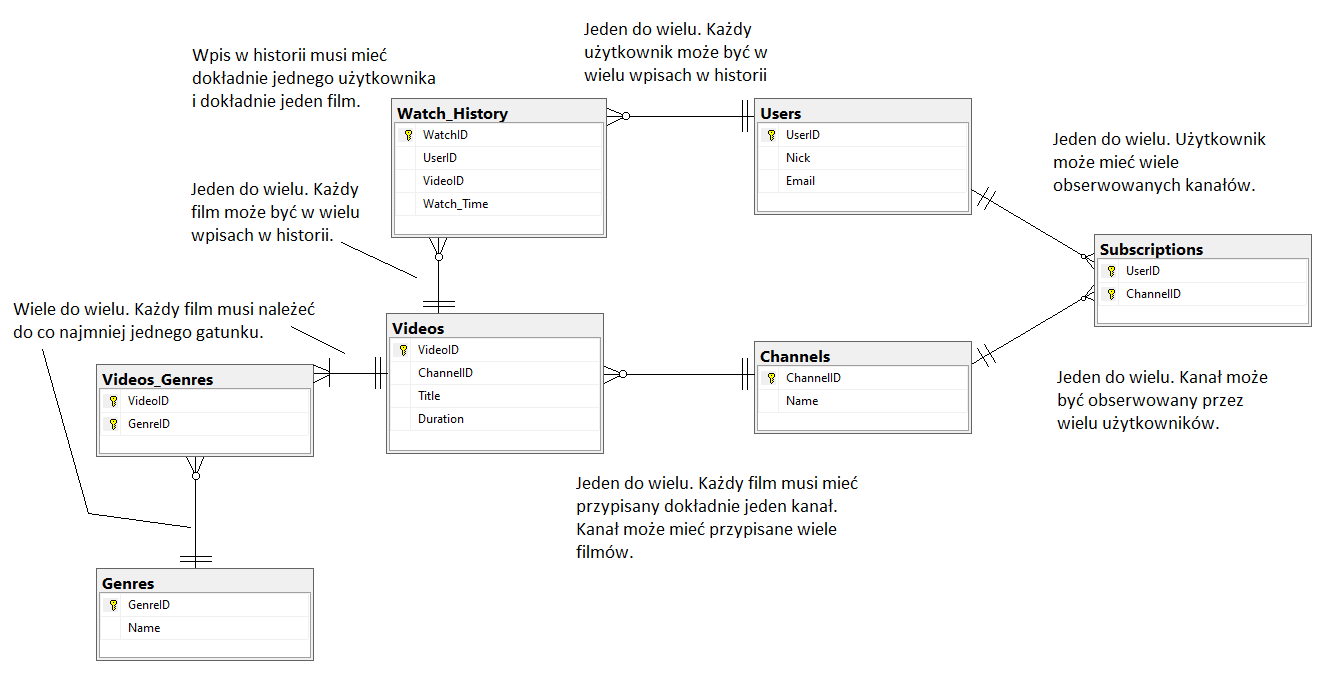 Jeden do wielu. Każdy
użytkownik może być w
wielu wpisach w historii
Wpis w historii musi mieć
dokładnie jednego użytkownika
i dokładnie jeden film.
Watch_History
WatchID
UserID
VideoID
Watch_Time
Users
UserID
Nick
Email
Jeden do wielu. Użytkownik
może mieć wiele
obserwowanych kanałów.
Jeden do wielu. Każdy
film może być w wielu
wpisach w historii.
Subscriptions
UserID
ChannelID
Wiele do wielu. Każdy film musi należeć
do co najmniej jednego gatunku.
Videos
VideoID
ChannelID
Title
Duration
Channels
ChannelID
Name
Videos_Genres
VideoID
GenreID
Jeden do wielu. Kanał może
być obserwowany przez
wielu użytkowników.
Jeden do wielu. Każdy film musi mieć
przypisany dokładnie jeden kanał.
Kanał może mieć przypisane wiele
filmów.
Genres
GenreID
Name